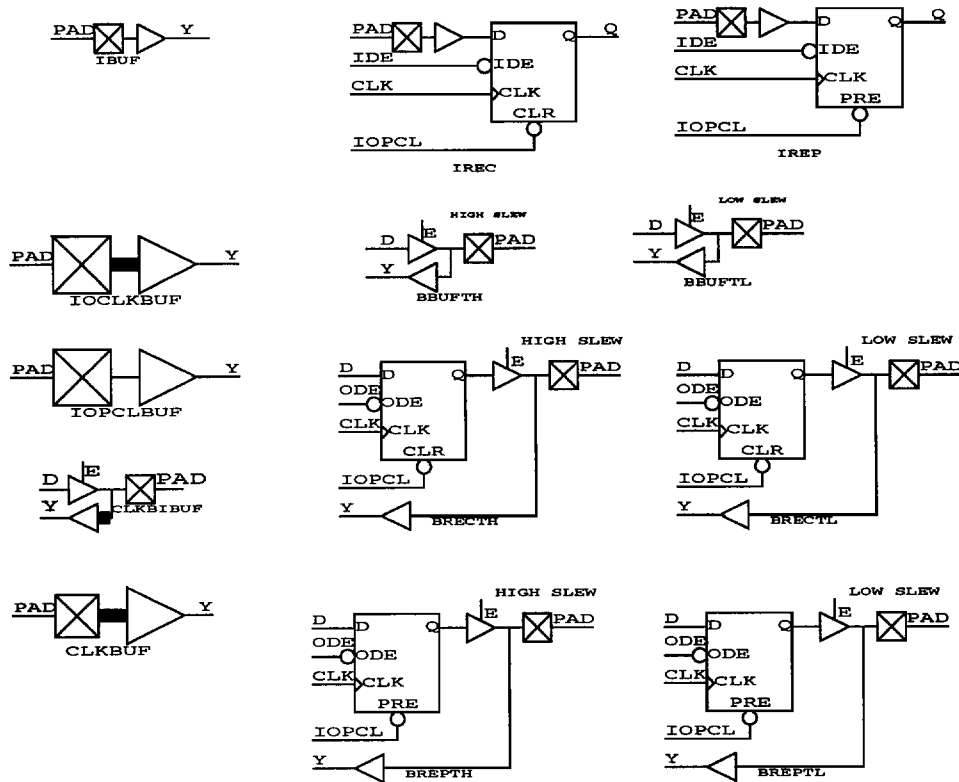 PAD Y
IBUF
PAD D Q Q
IDE IDE
CLK CLK
CLR
IOPCL
IREC
PAD D Q Q
IDE IDE
CLK CLK
PRE
IOPCL
IREP
PAD Y
IOCLKBUF
HIGH SLEW
E
D PAD
Y
BBUFTH
LOW SLEW
E
D PAD
Y
BBUFTL
PAD Y
IOPCLBUF
HIGH SLEW
E
D D Q PAD
ODE ODE
CLK CLK
CLR
IOPCL
Y BRECTH
LOW SLEW
E
D D Q PAD
ODE ODE
CLK CLK
CLR
IOPCL
Y BRECTL
E
D PAD
Y CLKBIBUF
PAD Y
CLKBUF
HIGH SLEW
E
D D Q PAD
ODE ODE
CLK CLK
PRE
IOPCL
Y BREPTH
LOW SLEW
E
D D Q PAD
ODE ODE
CLK CLK
PRE
IOPCL
Y BREPTL